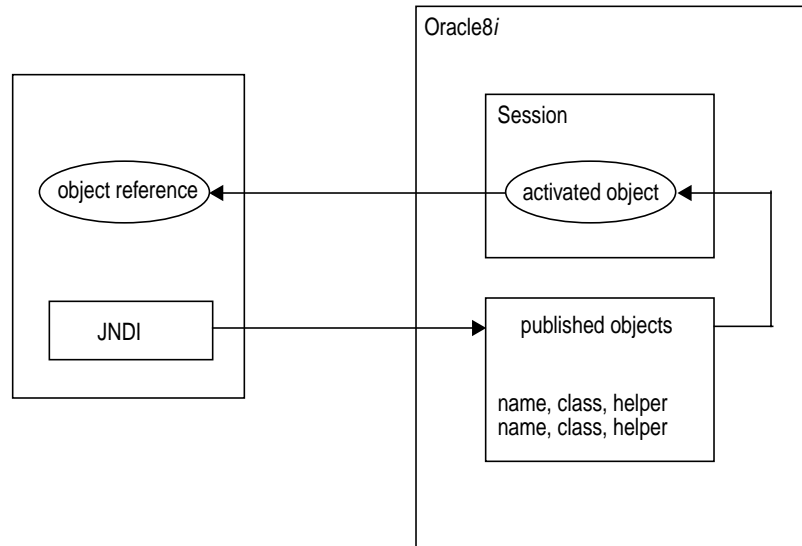 Oracle8i
Session
object reference
activated object
JNDI
published objects
name, class, helper
name, class, helper